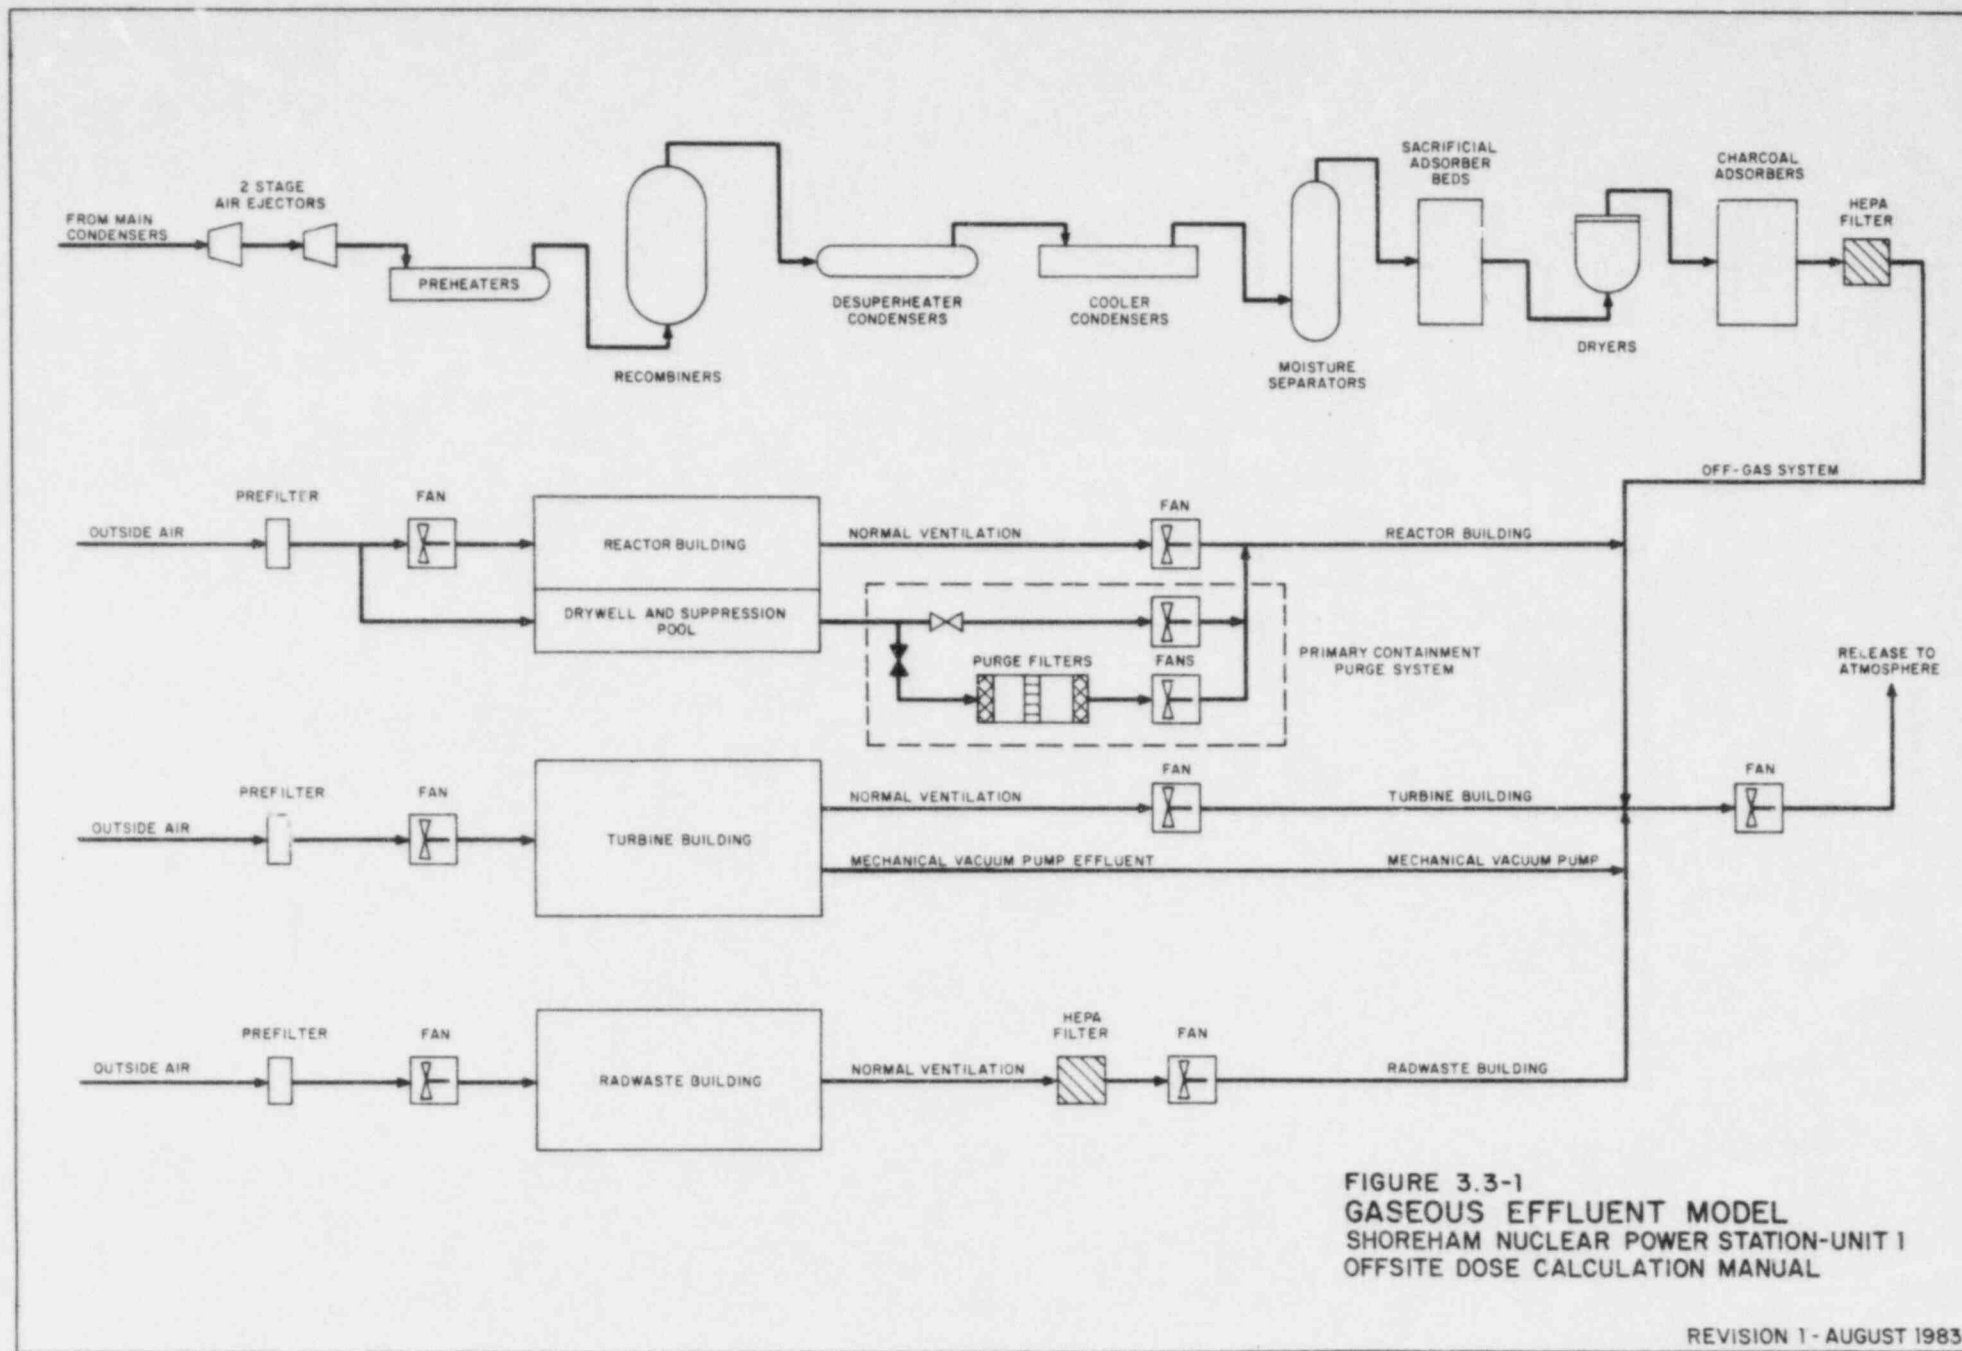 2 STAGE
AIR EJECTORS
FROM MAIN
CONDENSERS
PREHEATERS
RECOMBINERS
DESUPERHEATER
CONDENSERS
COOLER
CONDENSERS
MOISTURE
SEPARATORS
SACRIFICIAL
ADSORBER
BEDS
DRYERS
CHARCOAL
ADSORBERS
HEPA
FILTER
OFF-GAS SYSTEM
OUTSIDE AIR
PREFILTER
FAN
REACTOR BUILDING
NORMAL VENTILATION
FAN
REACTOR BUILDING
DRYWELL AND SUPPRESSION
POOL
PURGE FILTERS
FANS
PRIMARY CONTAINMENT
PURGE SYSTEM
RELEASE TO
ATMOSPHERE
OUTSIDE AIR
PREFILTER
FAN
TURBINE BUILDING
NORMAL VENTILATION
FAN
TURBINE BUILDING
FAN
MECHANICAL VACUUM PUMP EFFLUENT
MECHANICAL VACUUM PUMP
OUTSIDE AIR
PREFILTER
FAN
RADWASTE BUILDING
NORMAL VENTILATION
HEPA
FILTER
FAN
RADWASTE BUILDING
FIGURE 3.3-1
GASEOUS EFFLUENT MODEL
SHOREHAM NUCLEAR POWER STATION-UNIT 1
OFFSITE DOSE CALCULATION MANUAL
REVISION 1 - AUGUST 1983